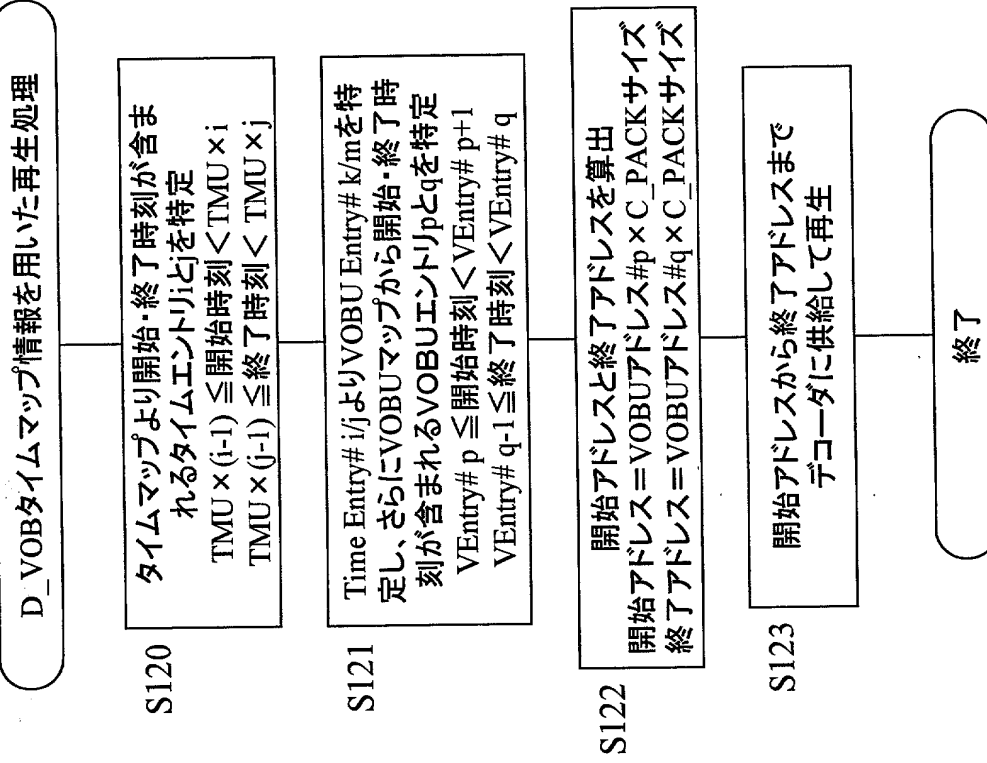 D_VOBタイムマップ情報を用いた再生処理
S120
タイムマップより開始・終了時刻が含ま
れるタイムエントリiとjを特定
TMU×(i-1) ≦開始時刻<TMU×i
TMU×(j-1) ≦終了時刻< TMU×j
S121
Time Entry# i/jよりVOBU Entry# k/mを特
定し、さらにVOBUマップから開始・終了時
刻が含まれるVOBUエントリpとqを特定
VEntry# p ≦開始時刻<VEntry# p+1
VEntry# q-1≦終了時刻<VEntry# q
S122
開始アドレスと終了アドレスを算出
開始アドレス=VOBUアドレス#p×C_PACKサイズ
終了アドレス=VOBUアドレス#q×C_PACKサイズ
S123
開始アドレスから終了アドレスまで
デコーダに供給して再生
終了